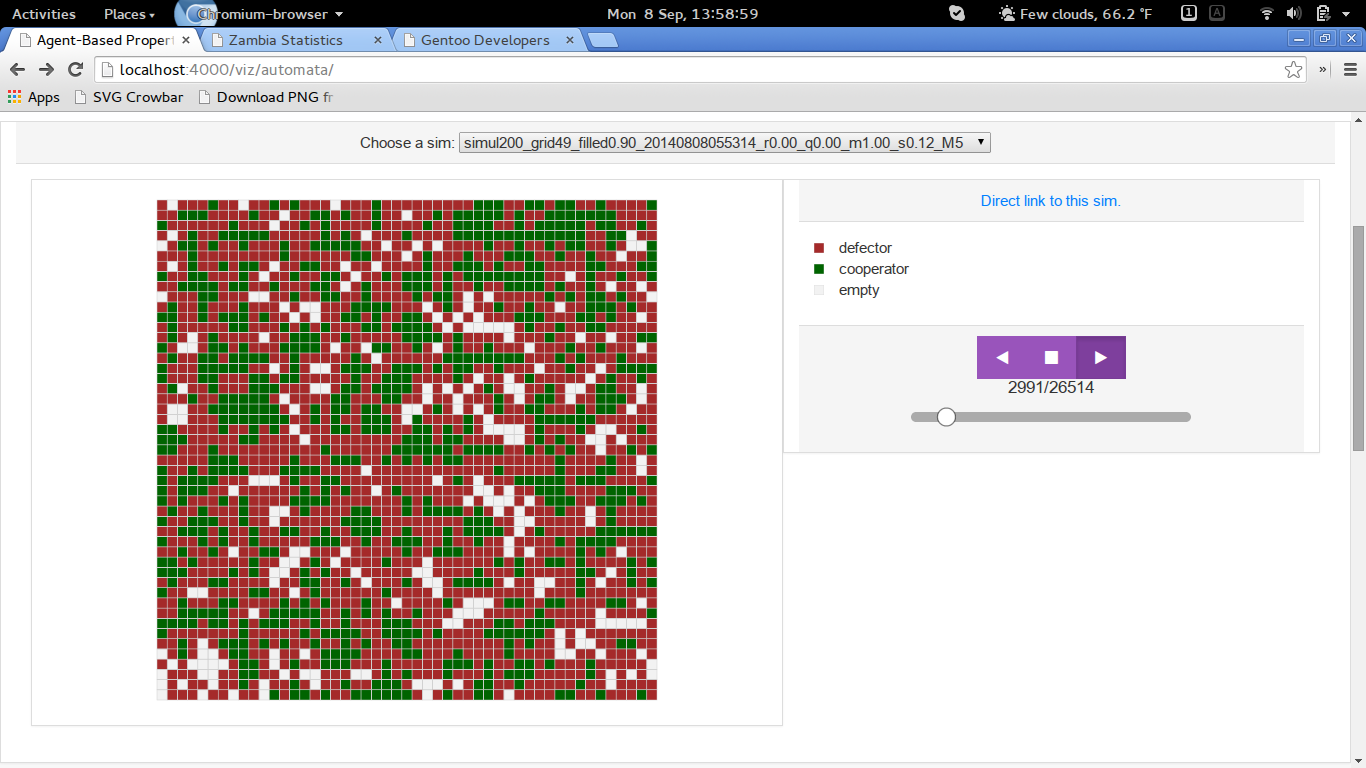 Activities Places Chromium-browser Mon 8 Sep, 13:58:59 Few clouds, 66.2 °F 1 A
Agent-Based Proper Zambia Statistics Gentoo Developers
localhost:4000/viz/automata/
Apps SVG Crowbar Download PNG fr
Choose a sim: simul200_grid49_filled0.90_20140808055314_r0.00_q0.00_m1.00_s0.12_M5
Direct link to this sim.
defector
cooperator
empty
2991/26514